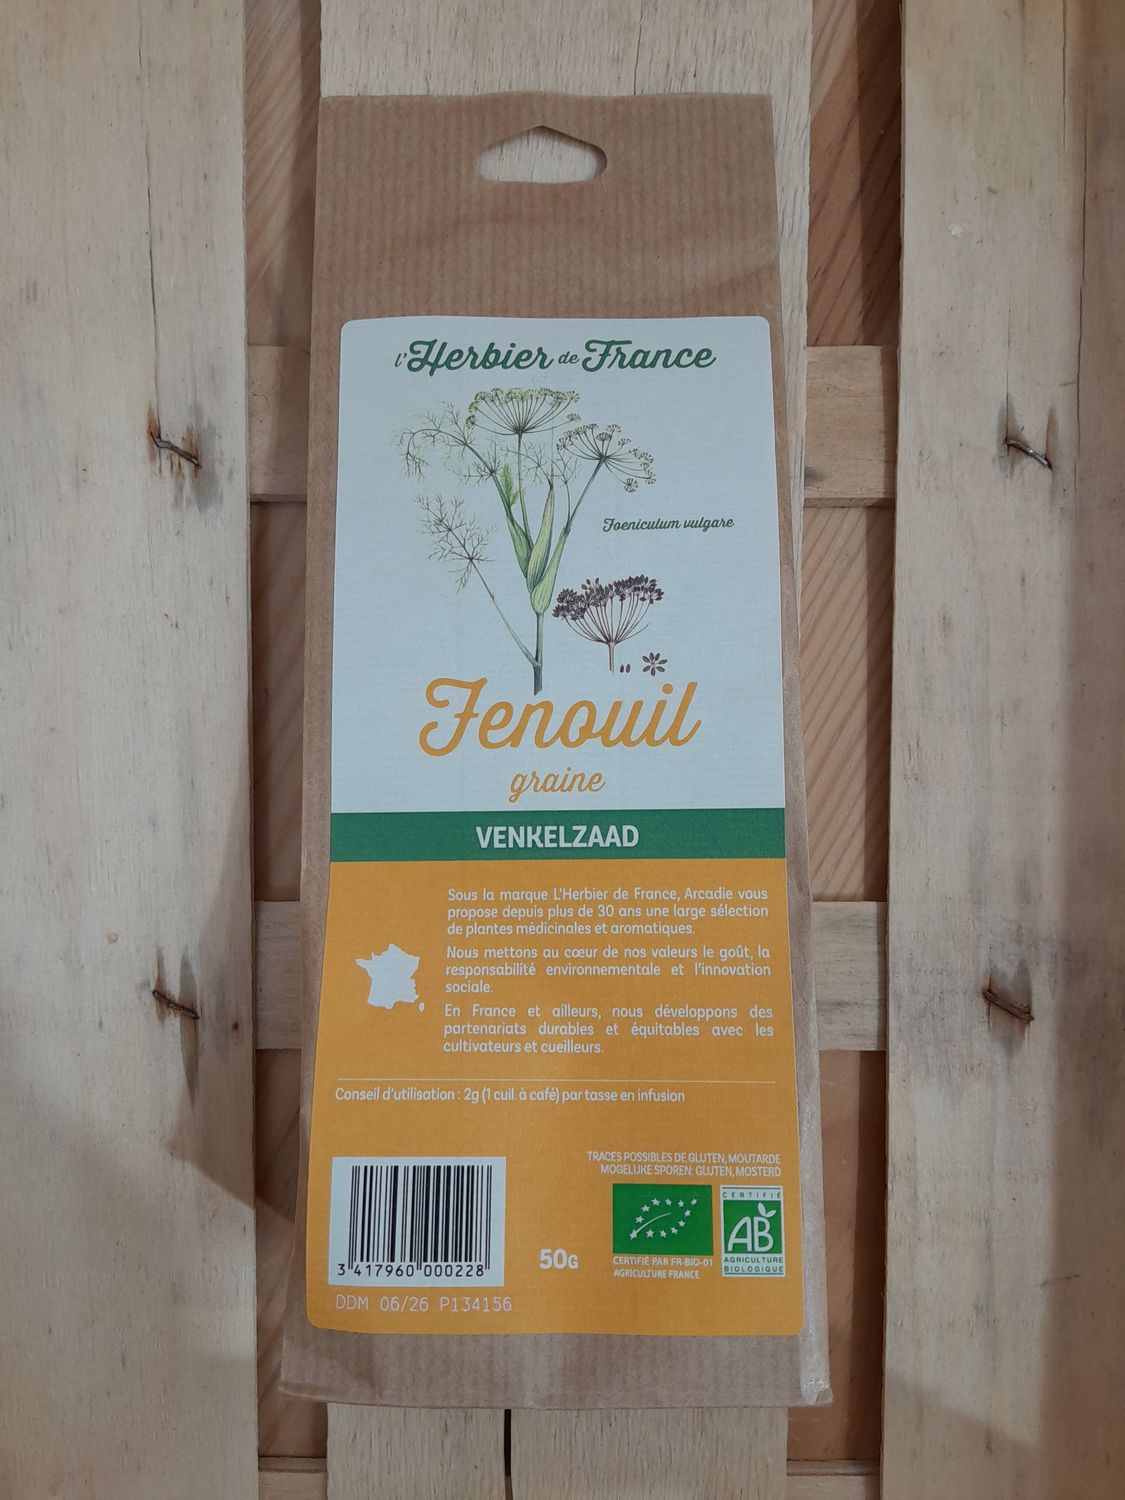 l'Herbier de France
Foeniculum vulgare
Fenouil
graine
VENKELZAAD
Sous la marque L'Herbier de France, Arcadie vous
propose depuis plus de 30 ans une large sélection
de plantes médicinales et aromatiques.
Nous mettons au cœur de nos valeurs le goût, la
responsabilité environnementale et l'innovation
sociale.
En France et ailleurs, nous développons des
partenariats durables et équitables avec les
cultivateurs et cueilleurs.
Conseil d'utilisation : 2g (1 cuil. à café) par tasse en infusion
TRACES POSSIBLES DE GLUTEN, MOUTARDE
MOGELIJKE SPOREN: GLUTEN, MOSTERD
CERTIFIÉ
AB
AGRICULTURE
BIOLOGIQUE
CERTIFIÉ PAR FR-BIO-01
AGRICULTURE FRANCE
50G
3 417960 000228
DDM 06/26 P134156